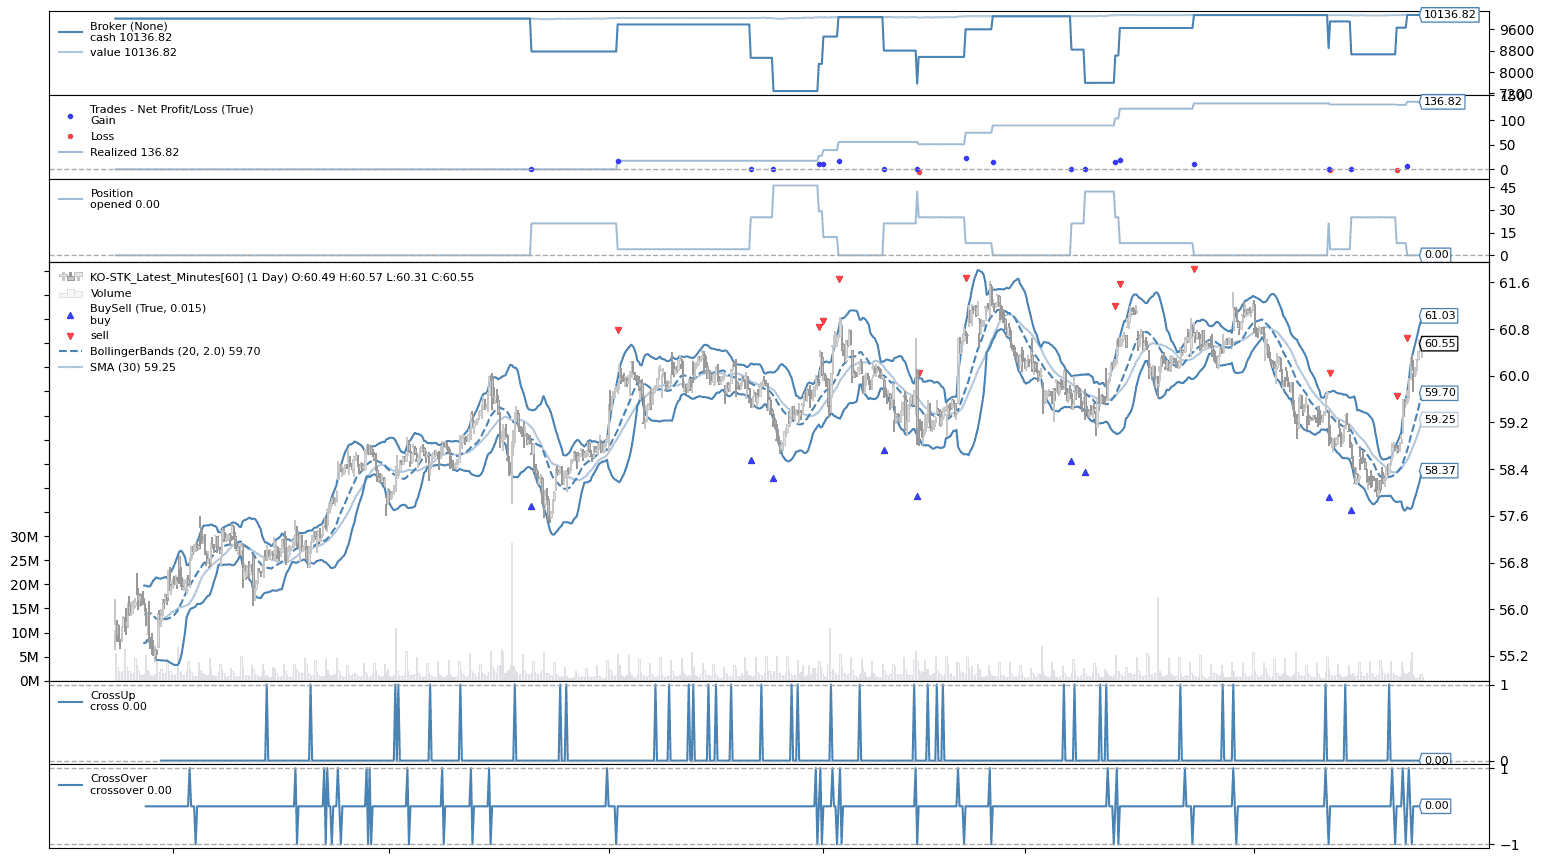 Broker (None)
cash 10136.82
value 10136.82
10136.82
9600
8800
8000
7200
Trades - Net Profit/Loss (True)
Gain
Loss
Realized 136.82
150
136.82
100
50
0
Position
opened 0.00
45
30
15
0
0.00
KO-STK_Latest_Minutes[60] (1 Day) O:60.49 H:60.57 L:60.31 C:60.55
Volume
BuySell (True, 0.015)
buy
sell
BollingerBands (20, 2.0) 59.70
SMA (30) 59.25
30M
25M
20M
15M
10M
5M
0M
61.6
61.03
60.8
60.55
60.0
59.70
59.25
59.2
58.37
58.4
57.6
56.8
56.0
55.2
CrossUp
cross 0.00
1
0.00
0
CrossOver
crossover 0.00
1
0.00
−1